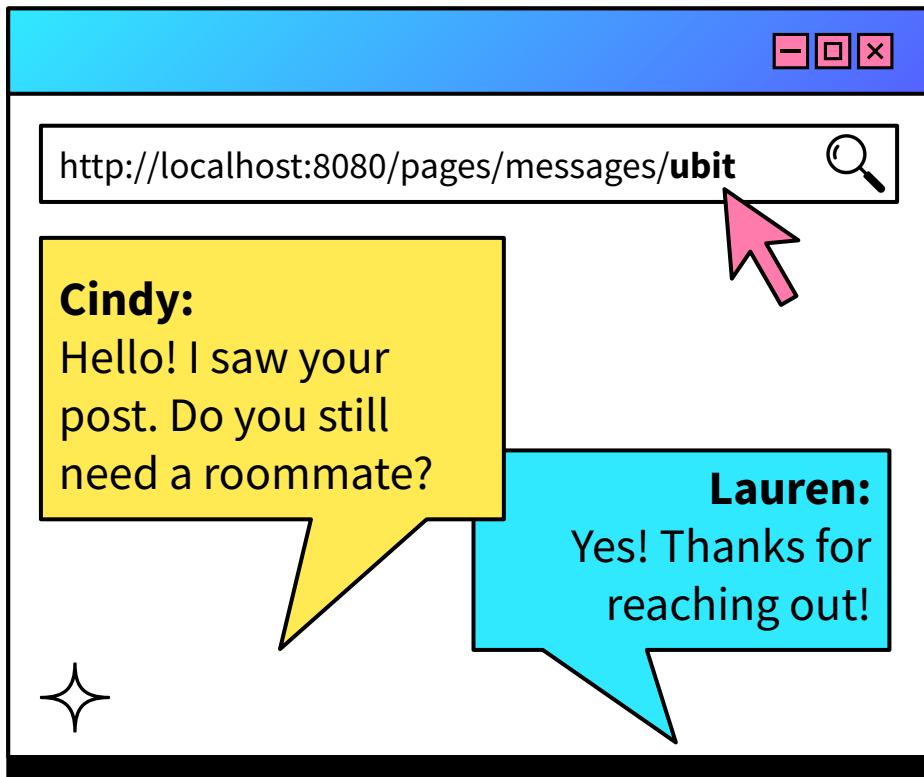 http://localhost:8080/pages/messages/ubit
Cindy:
Hello! I saw your
post. Do you still
need a roommate?
Lauren:
Yes! Thanks for
reaching out!